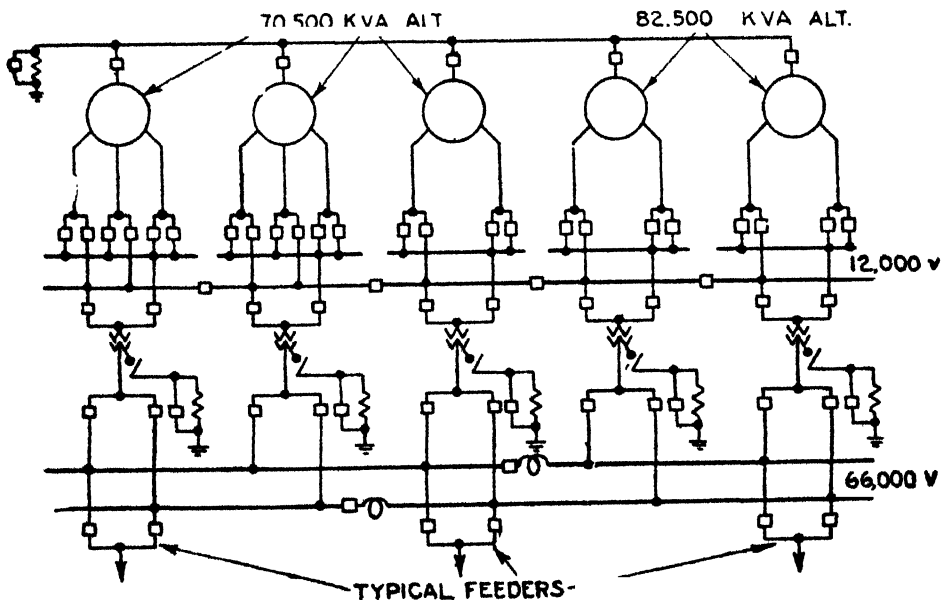 70.500 KVA ALT
82.500 KVA ALT.
12,000 V
66,000 V
TYPICAL FEEDERS-